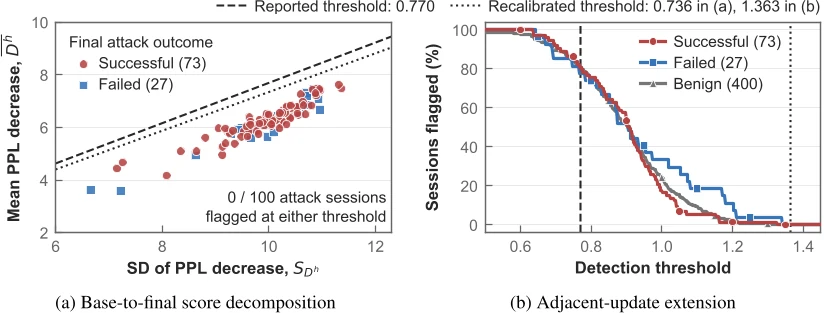 Reported threshold: 0.770
Recalibrated threshold: 0.736 in (a), 1.363 in (b)
10
8
6
4
2
Mean PPL decrease, D̅ʰ
Final attack outcome
Successful (73)
Failed (27)
0 / 100 attack sessions
flagged at either threshold
6
8
10
12
SD of PPL decrease, S_Dʰ
(a) Base-to-final score decomposition
100
80
60
40
20
0
Sessions flagged (%)
Successful (73)
Failed (27)
Benign (400)
0.6
0.8
1.0
1.2
1.4
Detection threshold
(b) Adjacent-update extension